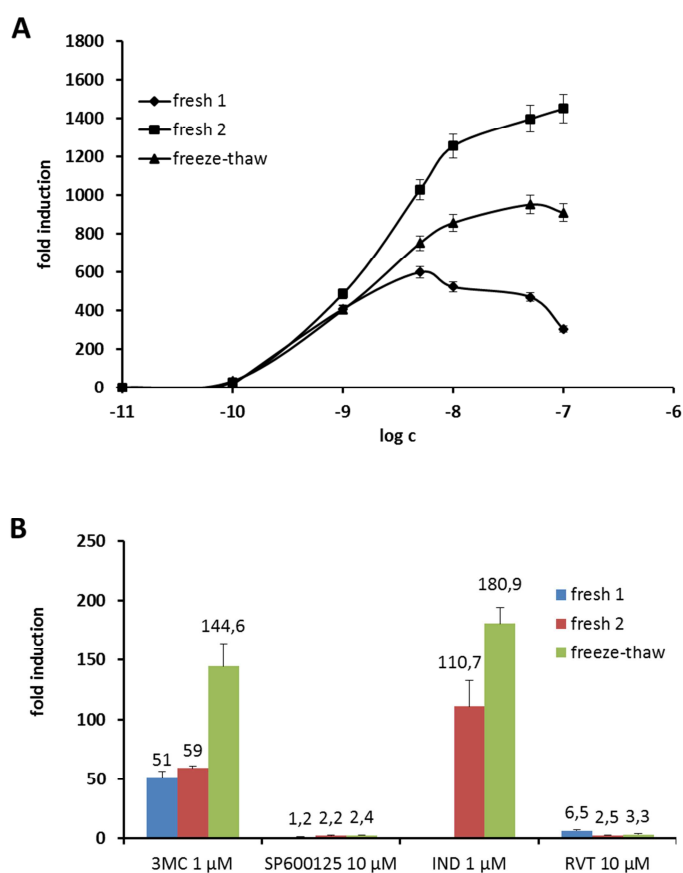 A
1800
1600
1400
1200
1000
800
600
400
200
0
fold induction
fresh 1
fresh 2
freeze-thaw
-11 -10 -9 -8 -7 -6
log c
B
250
200
150
100
50
0
fold induction
51 59 144,6
1,2 2,2 2,4
110,7 180,9
6,5 2,5 3,3
fresh 1
fresh 2
freeze-thaw
3MC 1 µM SP600125 10 µM IND 1 µM RVT 10 µM